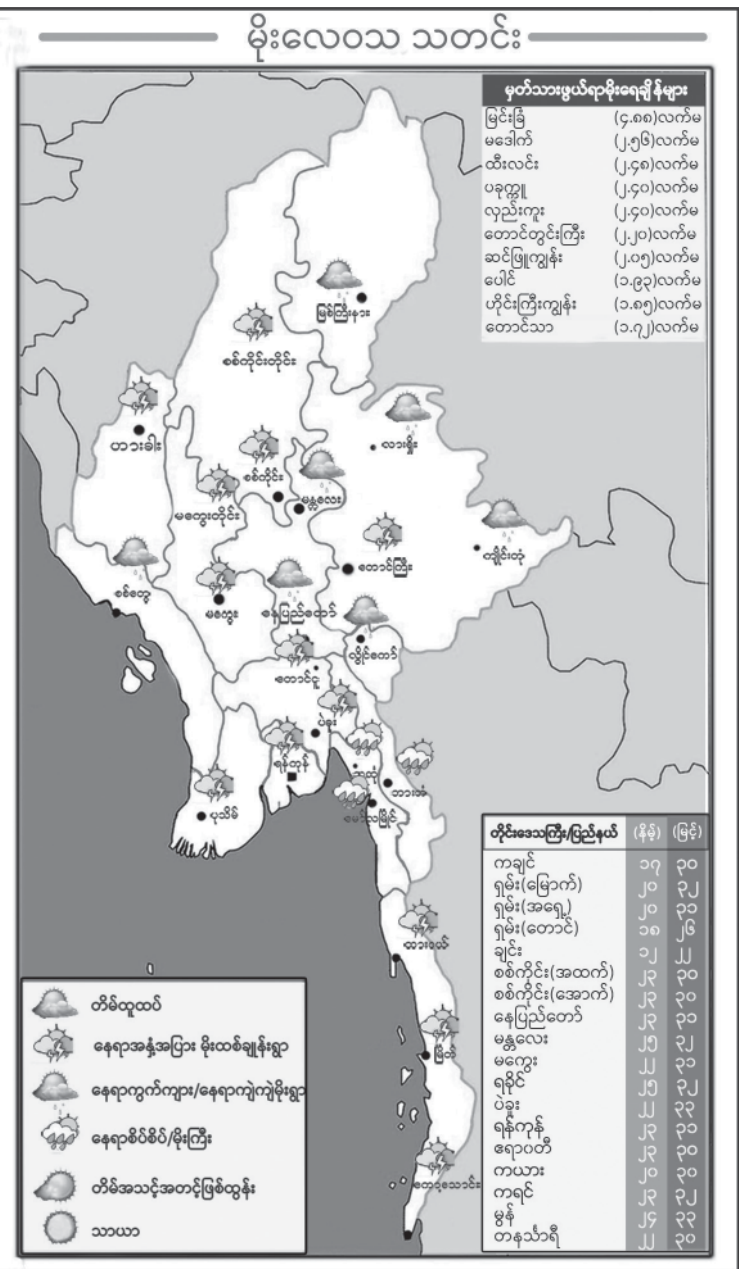 မိုးလေဝသ သတင်း
မှတ်သားဖွယ်ရာမိုးရေချိန်များ
မြင်းခြံ (၄.၈၈)လက်မ
မဒေါက် (၂.၅၆)လက်မ
ထီးလင်း (၂.၄၈)လက်မ
ပခုက္ကူ (၂.၄၀)လက်မ
လှည်းကူး (၂.၄၀)လက်မ
တောင်တွင်းကြီး (၂.၂၀)လက်မ
ဆင်ဖြူကျွန်း (၂.၀၅)လက်မ
ပေါင် (၁.၉၃)လက်မ
ဟိုင်းကြီးကျွန်း (၁.၈၅)လက်မ
တောင်သာ (၁.၇၂)လက်မ
မြစ်ကြီးနား
စစ်ကိုင်းတိုင်း
ဟားခါး
လားရှိုး
စစ်ကိုင်း
မန္တလေး
မကွေးတိုင်း
ကျိုင်းတုံ
တောင်ကြီး
စစ်တွေ
မကွေး
နေပြည်တော်
လွိုင်ကော်
တောင်ငူ
ပဲခူး
ရန်ကုန်
သထုံ
ဘားအံ
မော်လမြိုင်
ပုသိမ်
ထားဝယ်
မြိတ်
ကော့သောင်း
တိမ်ထူထပ်
နေရာအနှံ့အပြား မိုးထစ်ချုန်းရွာ
နေရာကွက်ကျား/နေရာကျဲကျဲမိုးရွာ
နေရာစိပ်စိပ်/မိုးကြီး
တိမ်အသင့်အတင့်ဖြစ်ထွန်း
သာယာ
တိုင်းဒေသကြီး/ပြည်နယ် (နိမ့်) (မြင့်)
ကချင် ၁၇ ၃၀
ရှမ်း(မြောက်) ၂၀ ၃၂
ရှမ်း(အရှေ့) ၂၀ ၃၁
ရှမ်း(တောင်) ၁၈ ၂၆
ချင်း ၁၂ ၂၂
စစ်ကိုင်း(အထက်) ၂၃ ၃၀
စစ်ကိုင်း(အောက်) ၂၃ ၃၀
နေပြည်တော် ၂၃ ၃၁
မန္တလေး ၂၅ ၃၂
မကွေး ၂၂ ၃၁
ရခိုင် ၂၅ ၃၂
ပဲခူး ၂၂ ၃၃
ရန်ကုန် ၂၃ ၃၁
ဧရာဝတီ ၂၃ ၃၀
ကယား ၂၀ ၃၀
ကရင် ၂၃ ၃၂
မွန် ၂၄ ၃၃
တနင်္သာရီ ၂၂ ၃၀